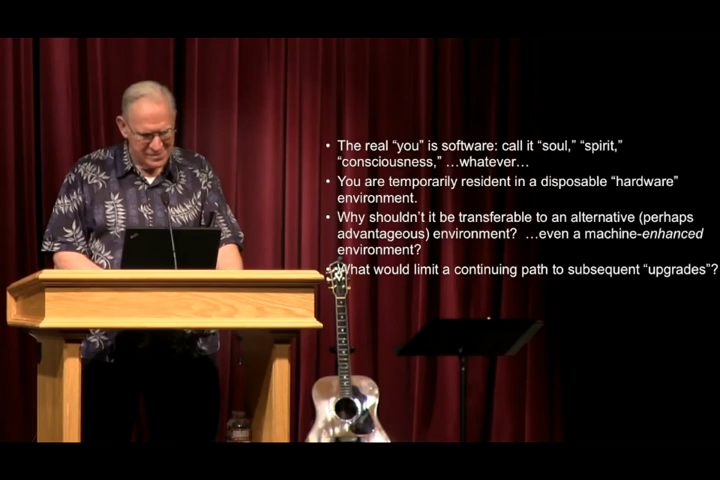 • The real “you” is software: call it “soul,” “spirit,”
“consciousness,” …whatever…
• You are temporarily resident in a disposable “hardware”
environment.
• Why shouldn’t it be transferable to an alternative (perhaps
advantageous) environment? …even a machine-enhanced
environment?
• What would limit a continuing path to subsequent “upgrades”?